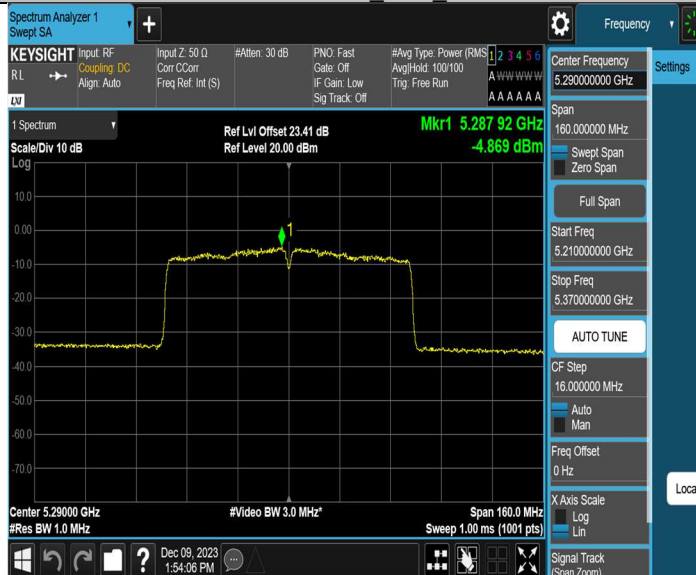 Spectrum Analyzer 1
Swept SA
+
Frequency
KEYSIGHT
Input: RF
Coupling: DC
Align: Auto
Input Z: 50 Ω
Corr CCorr
Freq Ref: Int (S)
#Atten: 30 dB
PNO: Fast
Gate: Off
IF Gain: Low
Sig Track: Off
#Avg Type: Power (RMS
Avg|Hold: 100/100
Trig: Free Run
1 2 3 4 5 6
A W W W W W
A A A A A A
R L
LXI
1 Spectrum
Scale/Div 10 dB
Log
Ref Lvl Offset 23.41 dB
Ref Level 20.00 dBm
Mkr1 5.287 92 GHz
-4.869 dBm
10.0
0.00
-10.0
-20.0
-30.0
-40.0
-50.0
-60.0
-70.0
1
Center 5.29000 GHz
#Res BW 1.0 MHz
#Video BW 3.0 MHz*
Span 160.0 MHz
Sweep 1.00 ms (1001 pts)
Dec 09, 2023
1:54:06 PM
?
Center Frequency
5.290000000 GHz
Settings
Span
160.000000 MHz
Swept Span
Zero Span
Full Span
Start Freq
5.210000000 GHz
Stop Freq
5.370000000 GHz
AUTO TUNE
CF Step
16.000000 MHz
Auto
Man
Freq Offset
0 Hz
X Axis Scale
Log
Lin
Loca
Signal Track
(Span Zoom)